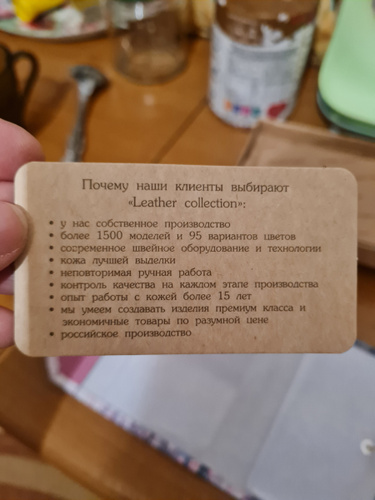 Почему наши клиенты выбирают
«Leather collection»:
• у нас собственное производство
• более 1500 моделей и 95 вариантов цветов
• современное швейное оборудование и технологии
• кожа лучшей выделки
• неповторимая ручная работа
• контроль качества на каждом этапе производства
• опыт работы с кожей более 15 лет
• мы умеем создавать изделия премиум класса и
экономичные товары по разумной цене
• российское производство